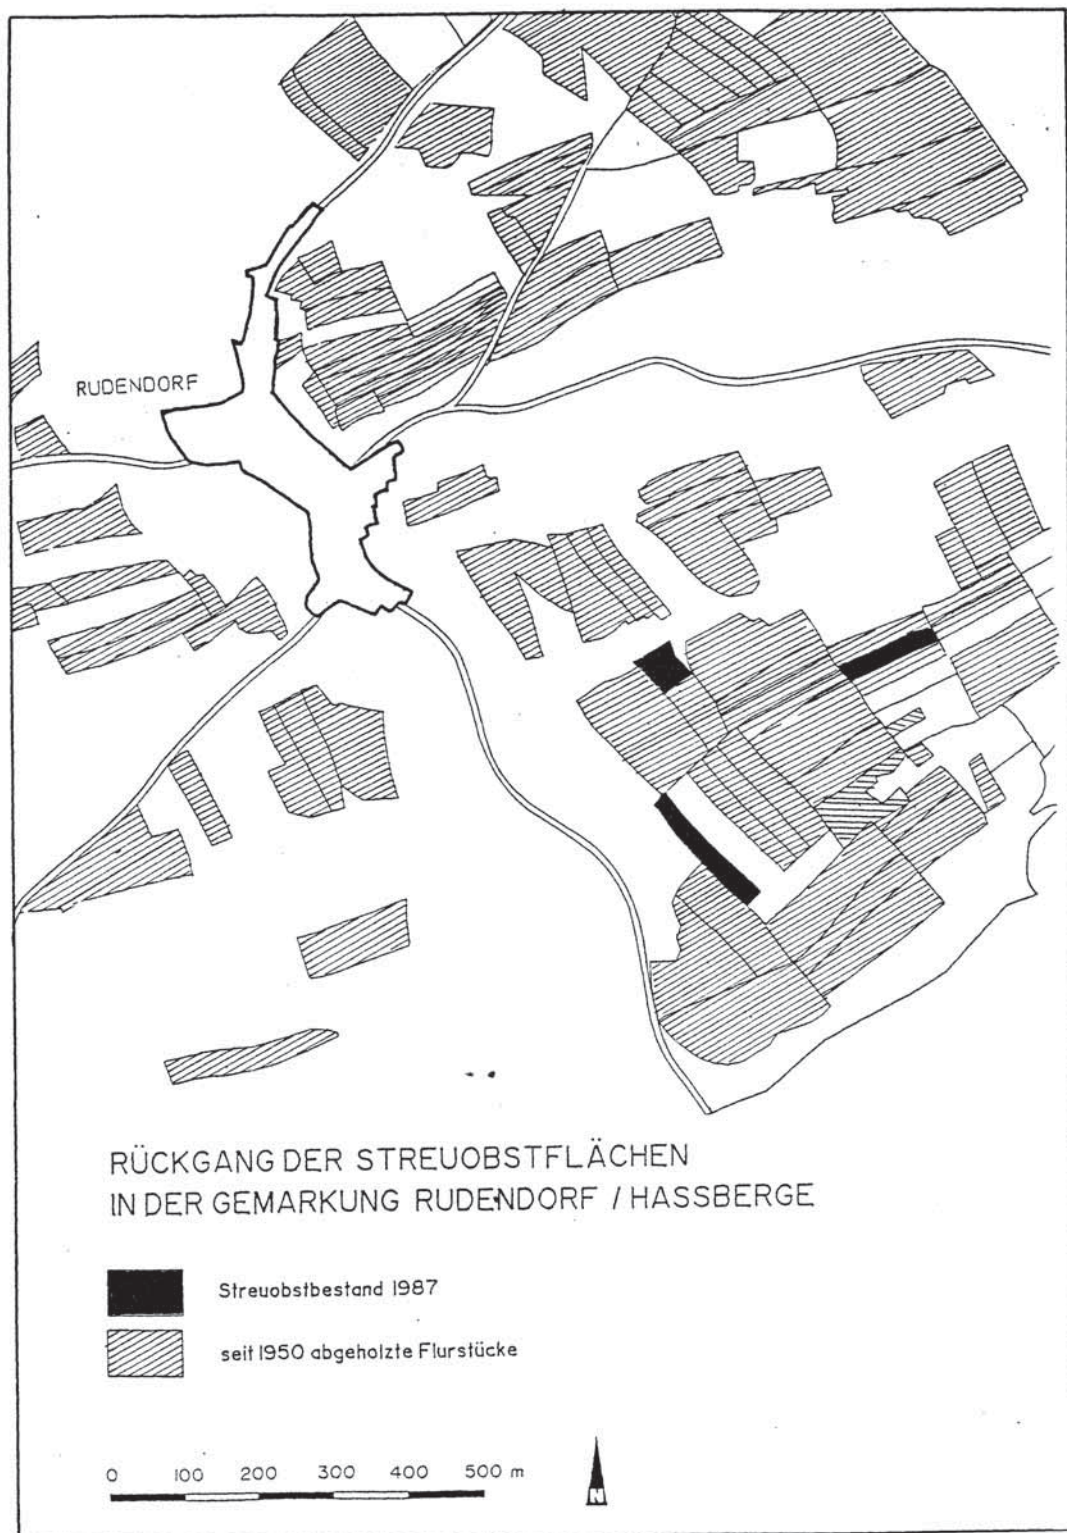 RUDENDORF
RÜCKGANG DER STREUOBSTFLÄCHEN
IN DER GEMARKUNG RUDENDORF / HASSBERGE
Streuobstbestand 1987
seit 1950 abgeholzte Flurstücke
0 100 200 300 400 500 m
N